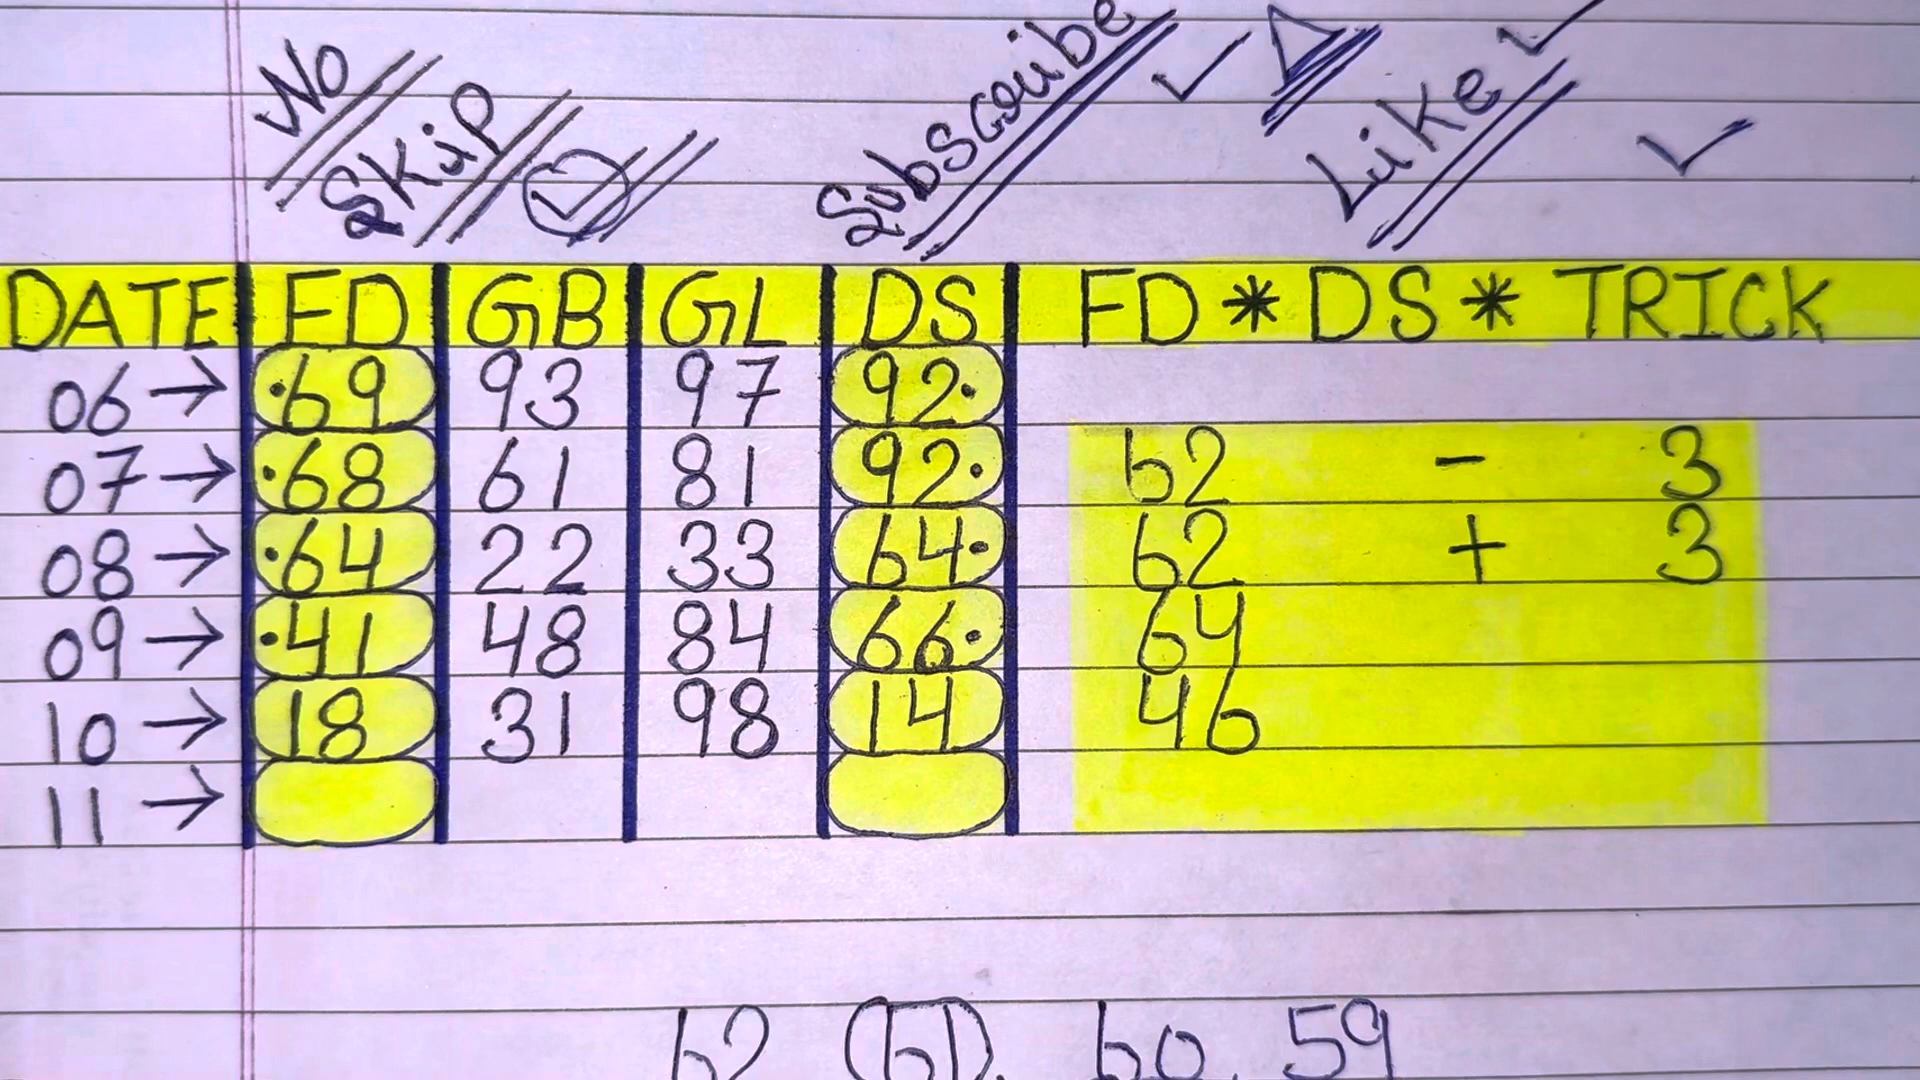 No
Skip
Subscribe
Like
DATE FD GB GL DS FD * DS * TRICK
06 → 69 93 97 92
07 → 68 61 81 92 62 - 3
08 → 64 22 33 64 62 + 3
09 → 41 48 84 66 64
10 → 18 31 98 14 46
11 →
62 61, 60, 59